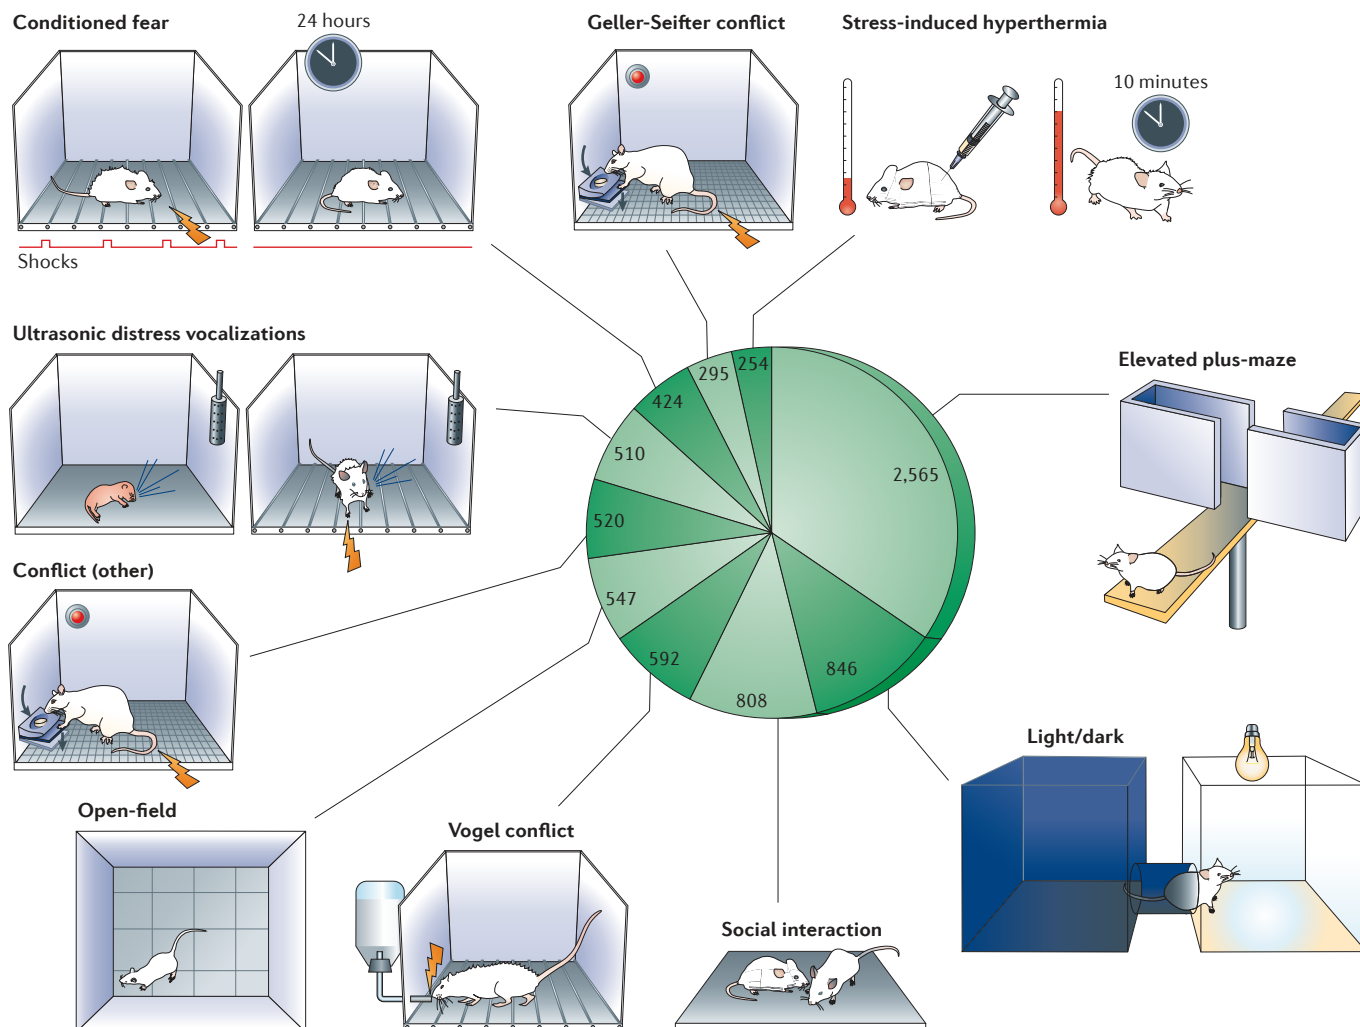 Conditioned fear
24 hours
Geller-Seifter conflict
Stress-induced hyperthermia
10 minutes
Shocks
Ultrasonic distress vocalizations
Elevated plus-maze
254
295
424
2,565
510
520
Conflict (other)
547
592
846
808
Light/dark
Open-field
Vogel conflict
Social interaction